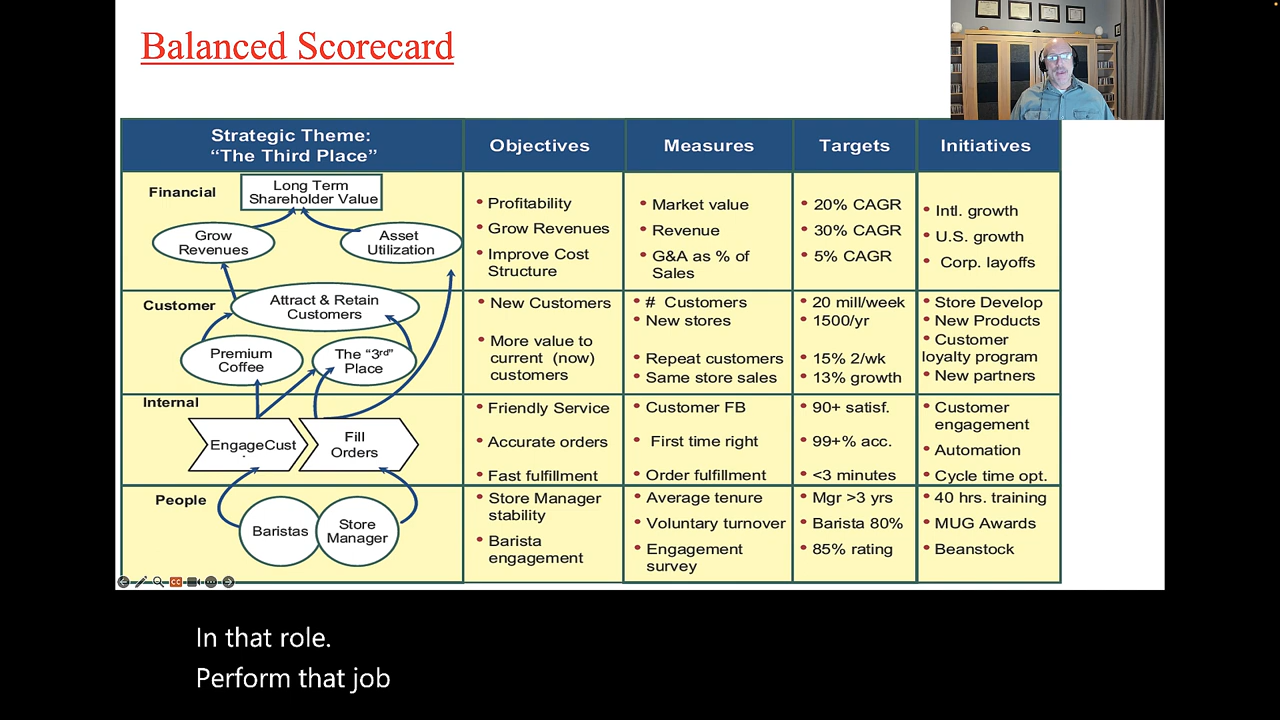 Balanced Scorecard
Strategic Theme:
“The Third Place”
Objectives
Measures
Targets
Initiatives
Financial
Long Term
Shareholder Value
Grow
Revenues
Asset
Utilization
• Profitability
• Grow Revenues
• Improve Cost
Structure
• Market value
• Revenue
• G&A as % of
Sales
• 20% CAGR
• 30% CAGR
• 5% CAGR
• Intl. growth
• U.S. growth
• Corp. layoffs
Customer
Attract & Retain
Customers
Premium
Coffee
The “3rd”
Place
• New Customers
• More value to
current (now)
customers
• # Customers
• New stores
• Repeat customers
• Same store sales
• 20 mill/week
• 1500/yr
• 15% 2/wk
• 13% growth
• Store Develop
• New Products
• Customer
loyalty program
• New partners
Internal
EngageCust
.
Fill
Orders
• Friendly Service
• Accurate orders
• Fast fulfillment
• Customer FB
• First time right
• Order fulfillment
• 90+ satisf.
• 99+% acc.
• <3 minutes
• Customer
engagement
• Automation
• Cycle time opt.
People
Baristas
Store
Manager
• Store Manager
stability
• Barista
engagement
• Average tenure
• Voluntary turnover
• Engagement
survey
• Mgr >3 yrs
• Barista 80%
• 85% rating
• 40 hrs. training
• MUG Awards
• Beanstock
CC
In that role.
Perform that job